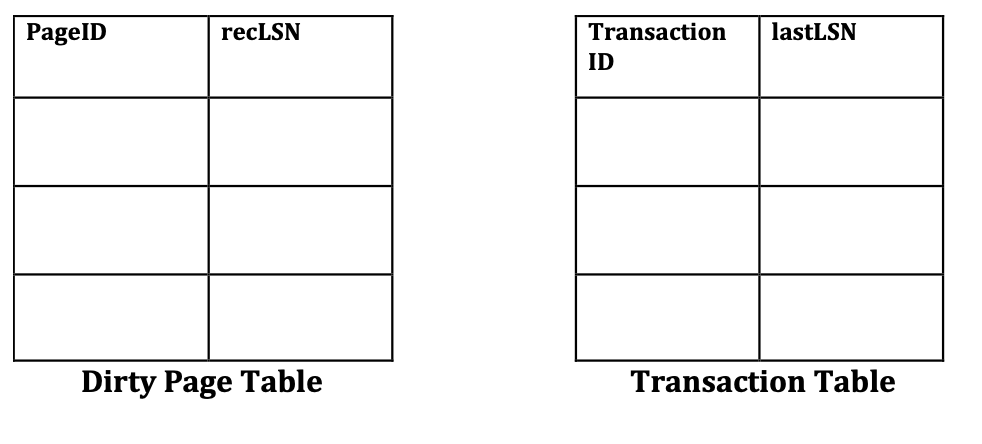 PageID
recLSN
Transaction
ID
lastLSN
Dirty Page Table
Transaction Table